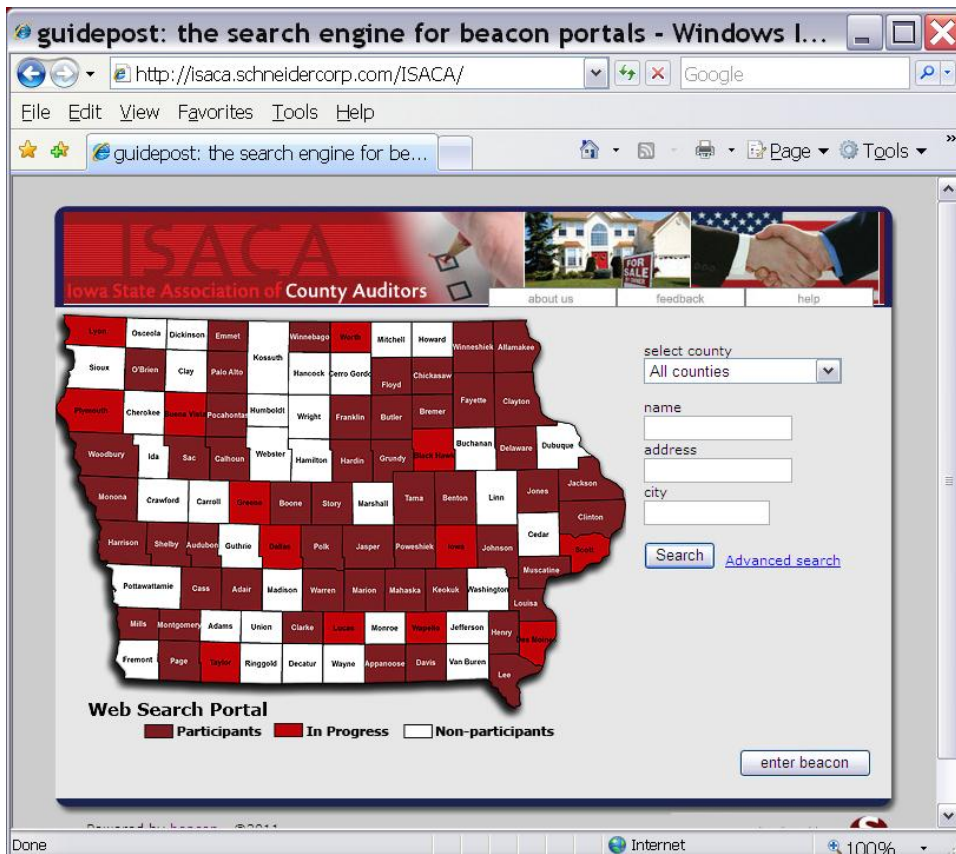 guidepost: the search engine for beacon portals - Windows I...
http://isaca.schneidercorp.com/ISACA/
Google
File Edit View Favorites Tools Help
guidepost: the search engine for be...
Page Tools »
ISACA
Iowa State Association of County Auditors
FOR SALE
about us feedback help
Lyon Osceola Dickinson Emmet Winnebago Worth Mitchell Howard Winneshiek Allamakee
Kossuth
Sioux O'Brien Clay Palo Alto Hancock Cerro Gordo Floyd Chickasaw
Fayette Clayton
Plymouth Cherokee Buena Vista Pocahontas Humboldt Wright Franklin Butler Bremer
Woodbury Ida Sac Calhoun Webster Hamilton Hardin Grundy Black Hawk Buchanan Delaware Dubuque
Monona Crawford Carroll Greene Boone Story Marshall Tama Benton Linn Jones Jackson
Clinton
Cedar
Harrison Shelby Audubon Guthrie Dallas Polk Jasper Poweshiek Iowa Johnson Scott
Muscatine
Pottawattamie Cass Adair Madison Warren Marion Mahaska Keokuk Washington
Louisa
Mills Montgomery Adams Union Clarke Lucas Monroe Wapello Jefferson Henry Des Moines
Fremont Page Taylor Ringgold Decatur Wayne Appanoose Davis Van Buren
Lee
select county
All counties
name
address
city
Search Advanced search
Web Search Portal
Participants In Progress Non-participants
enter beacon
Powered by beacon ©2011
Done Internet 100%